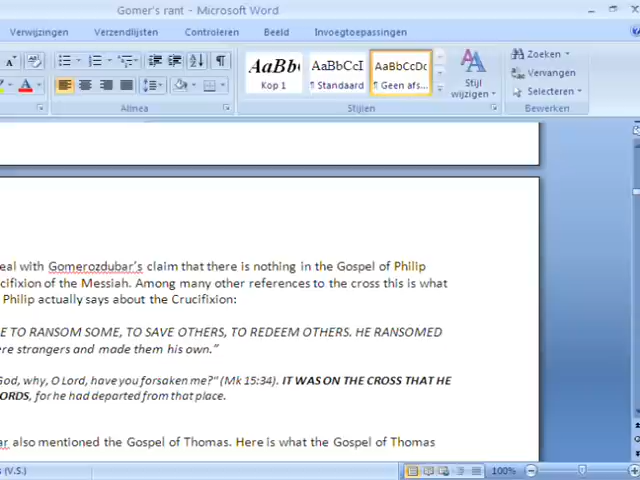 Gomer's rant - Microsoft Word
Verwijzingen Verzendlijsten Controleren Beeld Invoegtoepassingen
AaBb( AaBbCcI AaBbCcDc
Kop 1 ¶ Standaard ¶ Geen afs...
Stijl wijzigen
Zoeken
Vervangen
Selecteren
Alinea Stijlen Bewerken
eal with Gomerozdubar's claim that there is nothing in the Gospel of Philip
cifixion of the Messiah. Among many other references to the cross this is what
Philip actually says about the Crucifixion:
E TO RANSOM SOME, TO SAVE OTHERS, TO REDEEM OTHERS. HE RANSOMED
ere strangers and made them his own."
God, why, O Lord, have you forsaken me?" (Mk 15:34). IT WAS ON THE CROSS THAT HE
ORDS, for he had departed from that place.
ar also mentioned the Gospel of Thomas. Here is what the Gospel of Thomas
s (V.S.) 100%